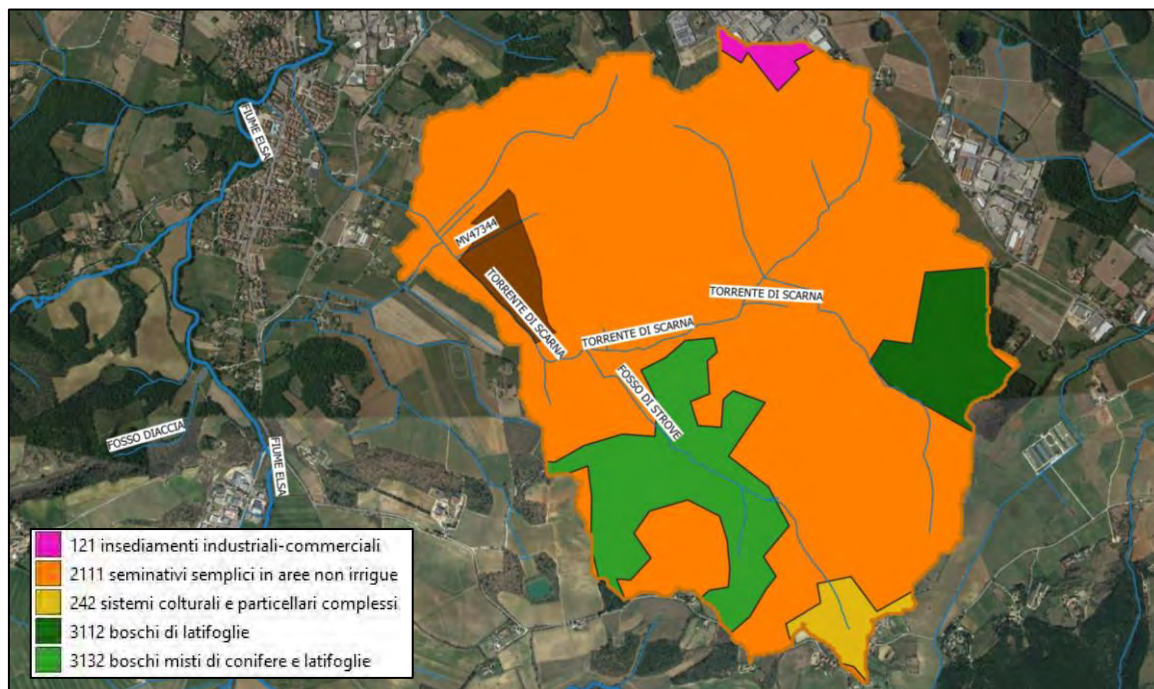 FIUME ELSA
MV47344
TORRENTE DI SCARNA
TORRENTE DI SCARNA
TORRENTE DI SCARNA
FOSSO DI STROVE
FOSSO DIACCIA
FIUME ELSA
121 insediamenti industriali-commerciali
2111 seminativi semplici in aree non irrigue
242 sistemi colturali e particellari complessi
3112 boschi di latifoglie
3132 boschi misti di conifere e latifoglie